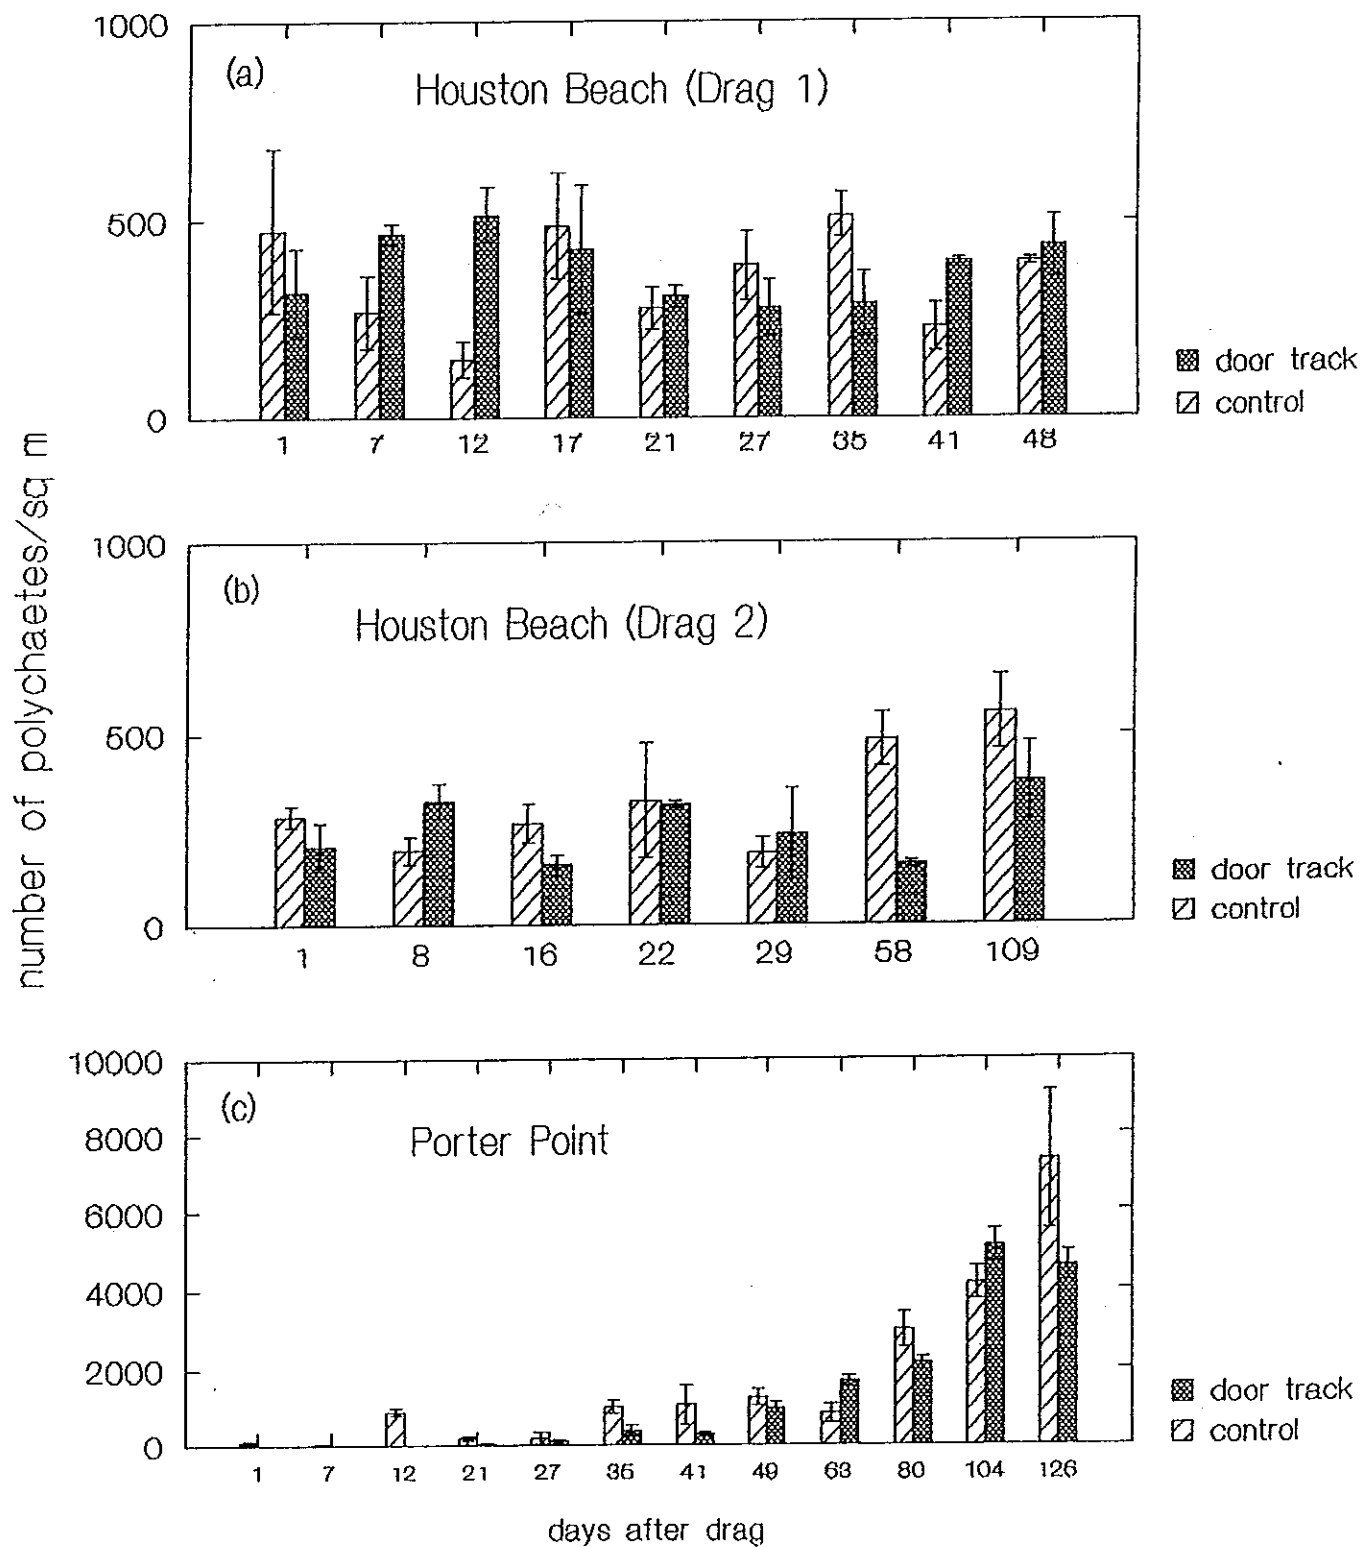 number of polychaetes/sq m
1000
(a)
Houston Beach (Drag 1)
500
0
door track
control
1 7 12 17 21 27 35 41 48
1000
(b)
Houston Beach (Drag 2)
500
0
door track
control
1 8 16 22 29 58 109
10000
(c)
Porter Point
8000
6000
4000
2000
0
door track
control
1 7 12 21 27 36 41 49 63 80 104 126
days after drag